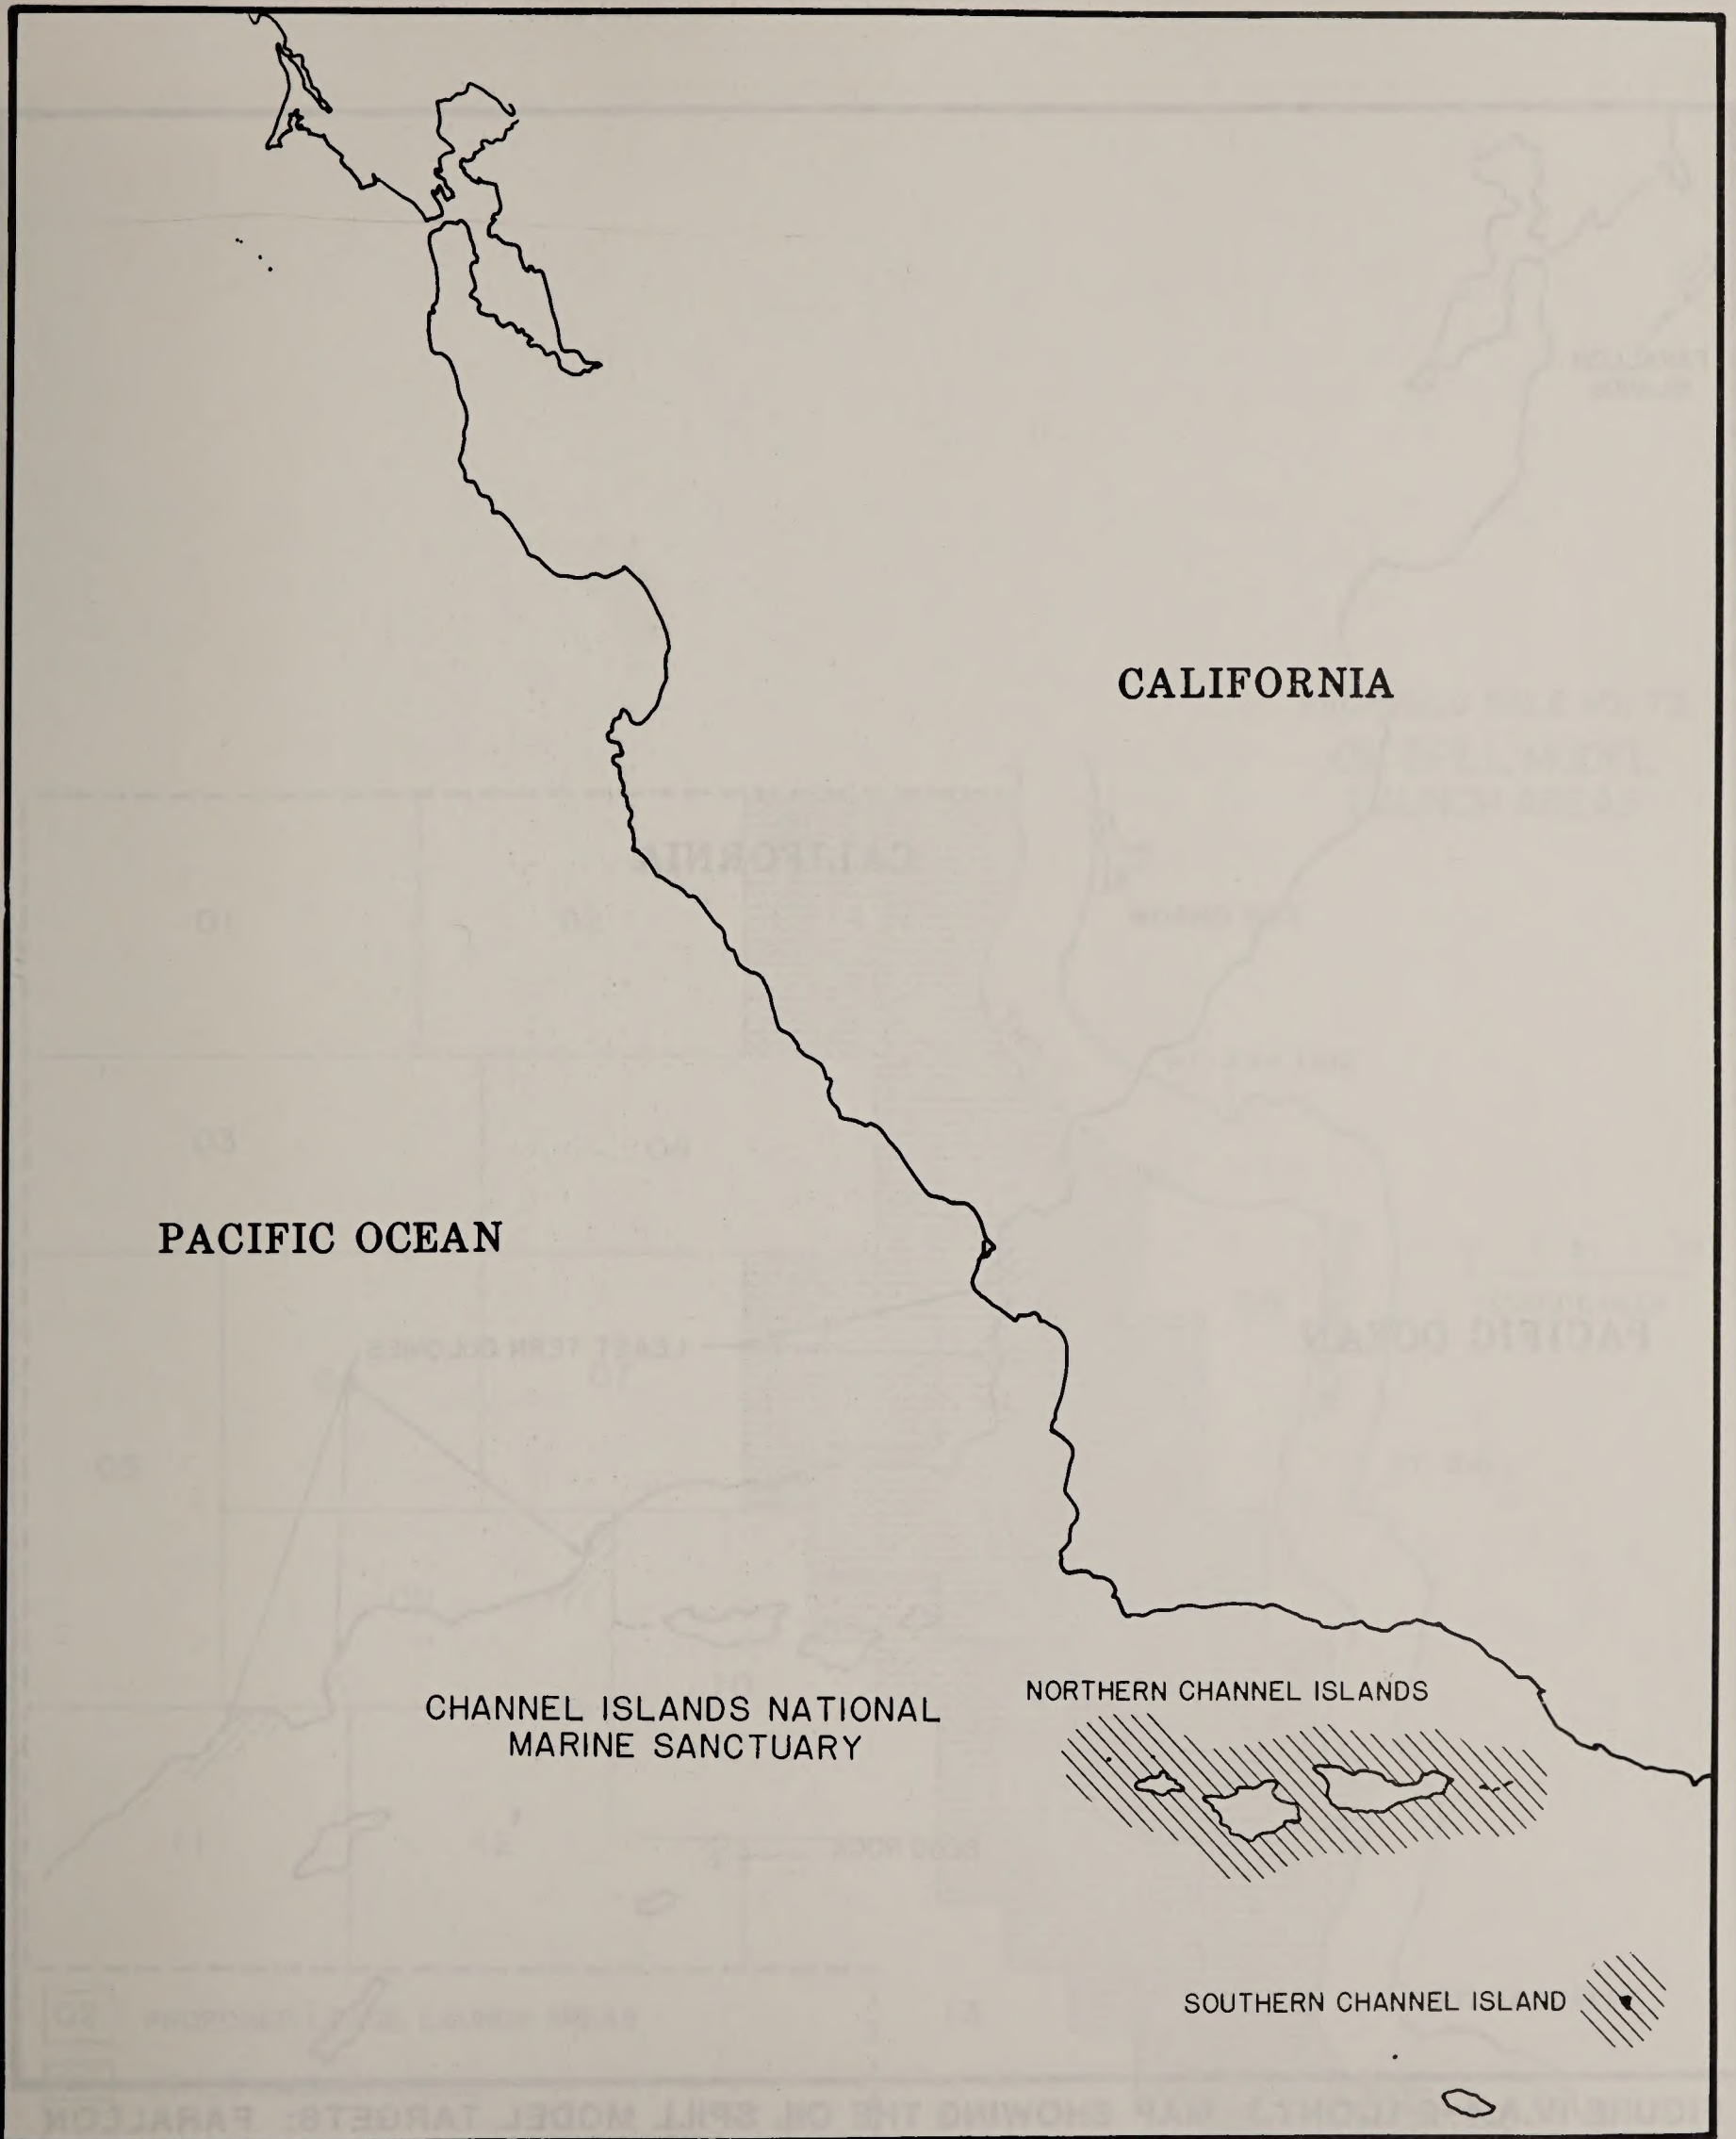 CALIFORNIA
PACIFIC OCEAN
CHANNEL ISLANDS NATIONAL
MARINE SANCTUARY
NORTHERN CHANNEL ISLANDS
SOUTHERN CHANNEL ISLAND